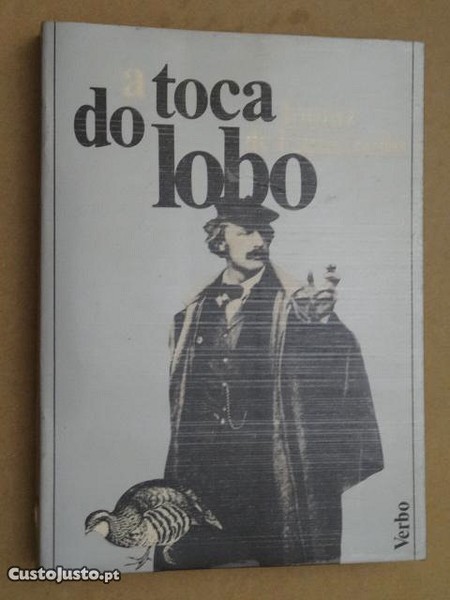 a toca
do
lobo
Verbo
CustoJusto.pt